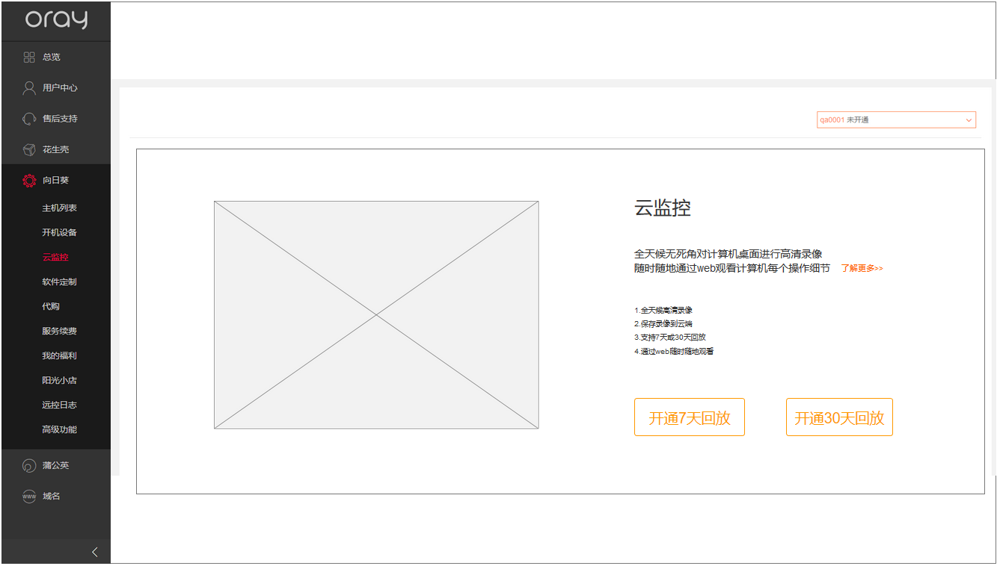 oray
总览
用户中心
售后支持
花生壳
向日葵
主机列表
开机设备
云监控
软件定制
代购
服务续费
我的福利
阳光小店
远控日志
高级功能
蒲公英
www 域名
qa0001 未开通
云监控
全天候无死角对计算机桌面进行高清录像
随时随地通过web观看计算机每个操作细节 了解更多>>
1.全天候高清录像
2.保存录像到云端
3.支持7天或30天回放
4.通过web随时随地观看
开通7天回放 开通30天回放